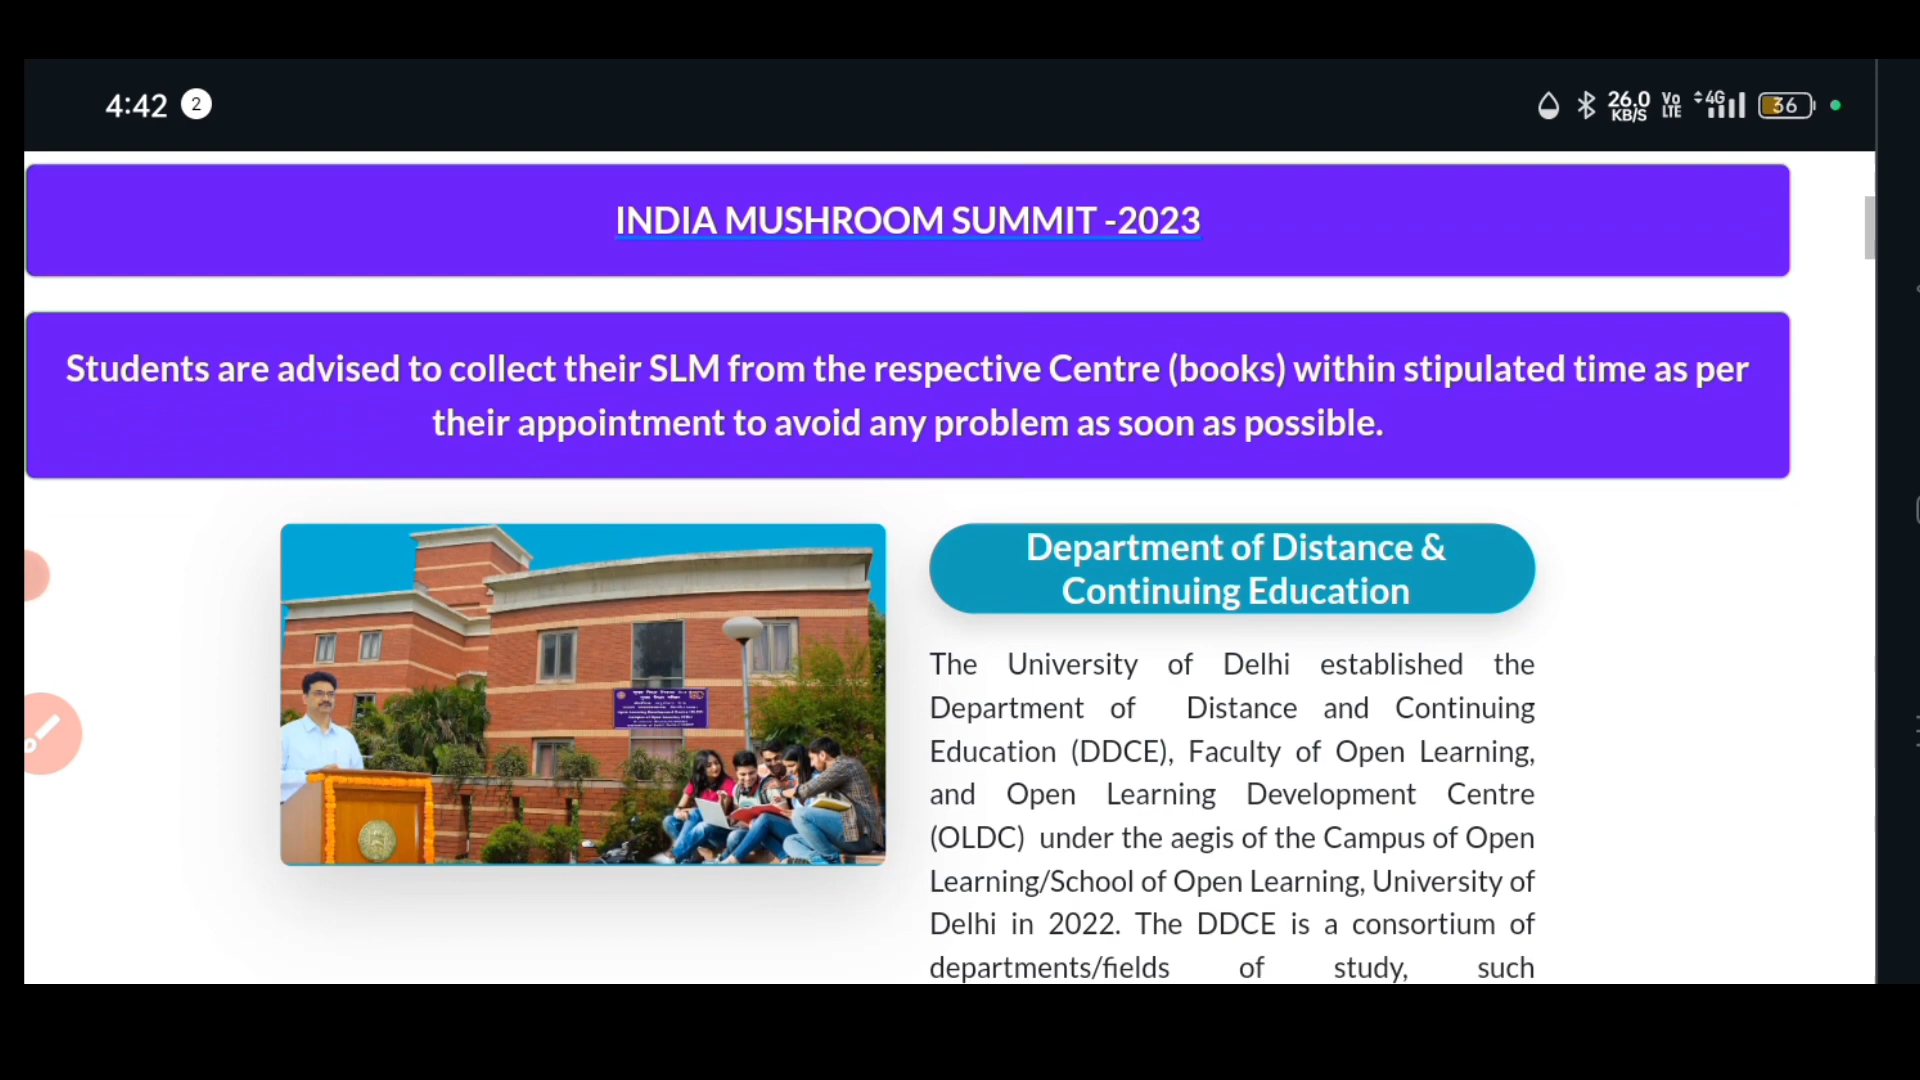 4:42 2
26.0 KB/S Vo LTE 4G 36
INDIA MUSHROOM SUMMIT -2023
Students are advised to collect their SLM from the respective Centre (books) within stipulated time as per
their appointment to avoid any problem as soon as possible.
Department of Distance &
Continuing Education
The University of Delhi established the
Department of Distance and Continuing
Education (DDCE), Faculty of Open Learning,
and Open Learning Development Centre
(OLDC) under the aegis of the Campus of Open
Learning/School of Open Learning, University of
Delhi in 2022. The DDCE is a consortium of
departments/fields of study, such